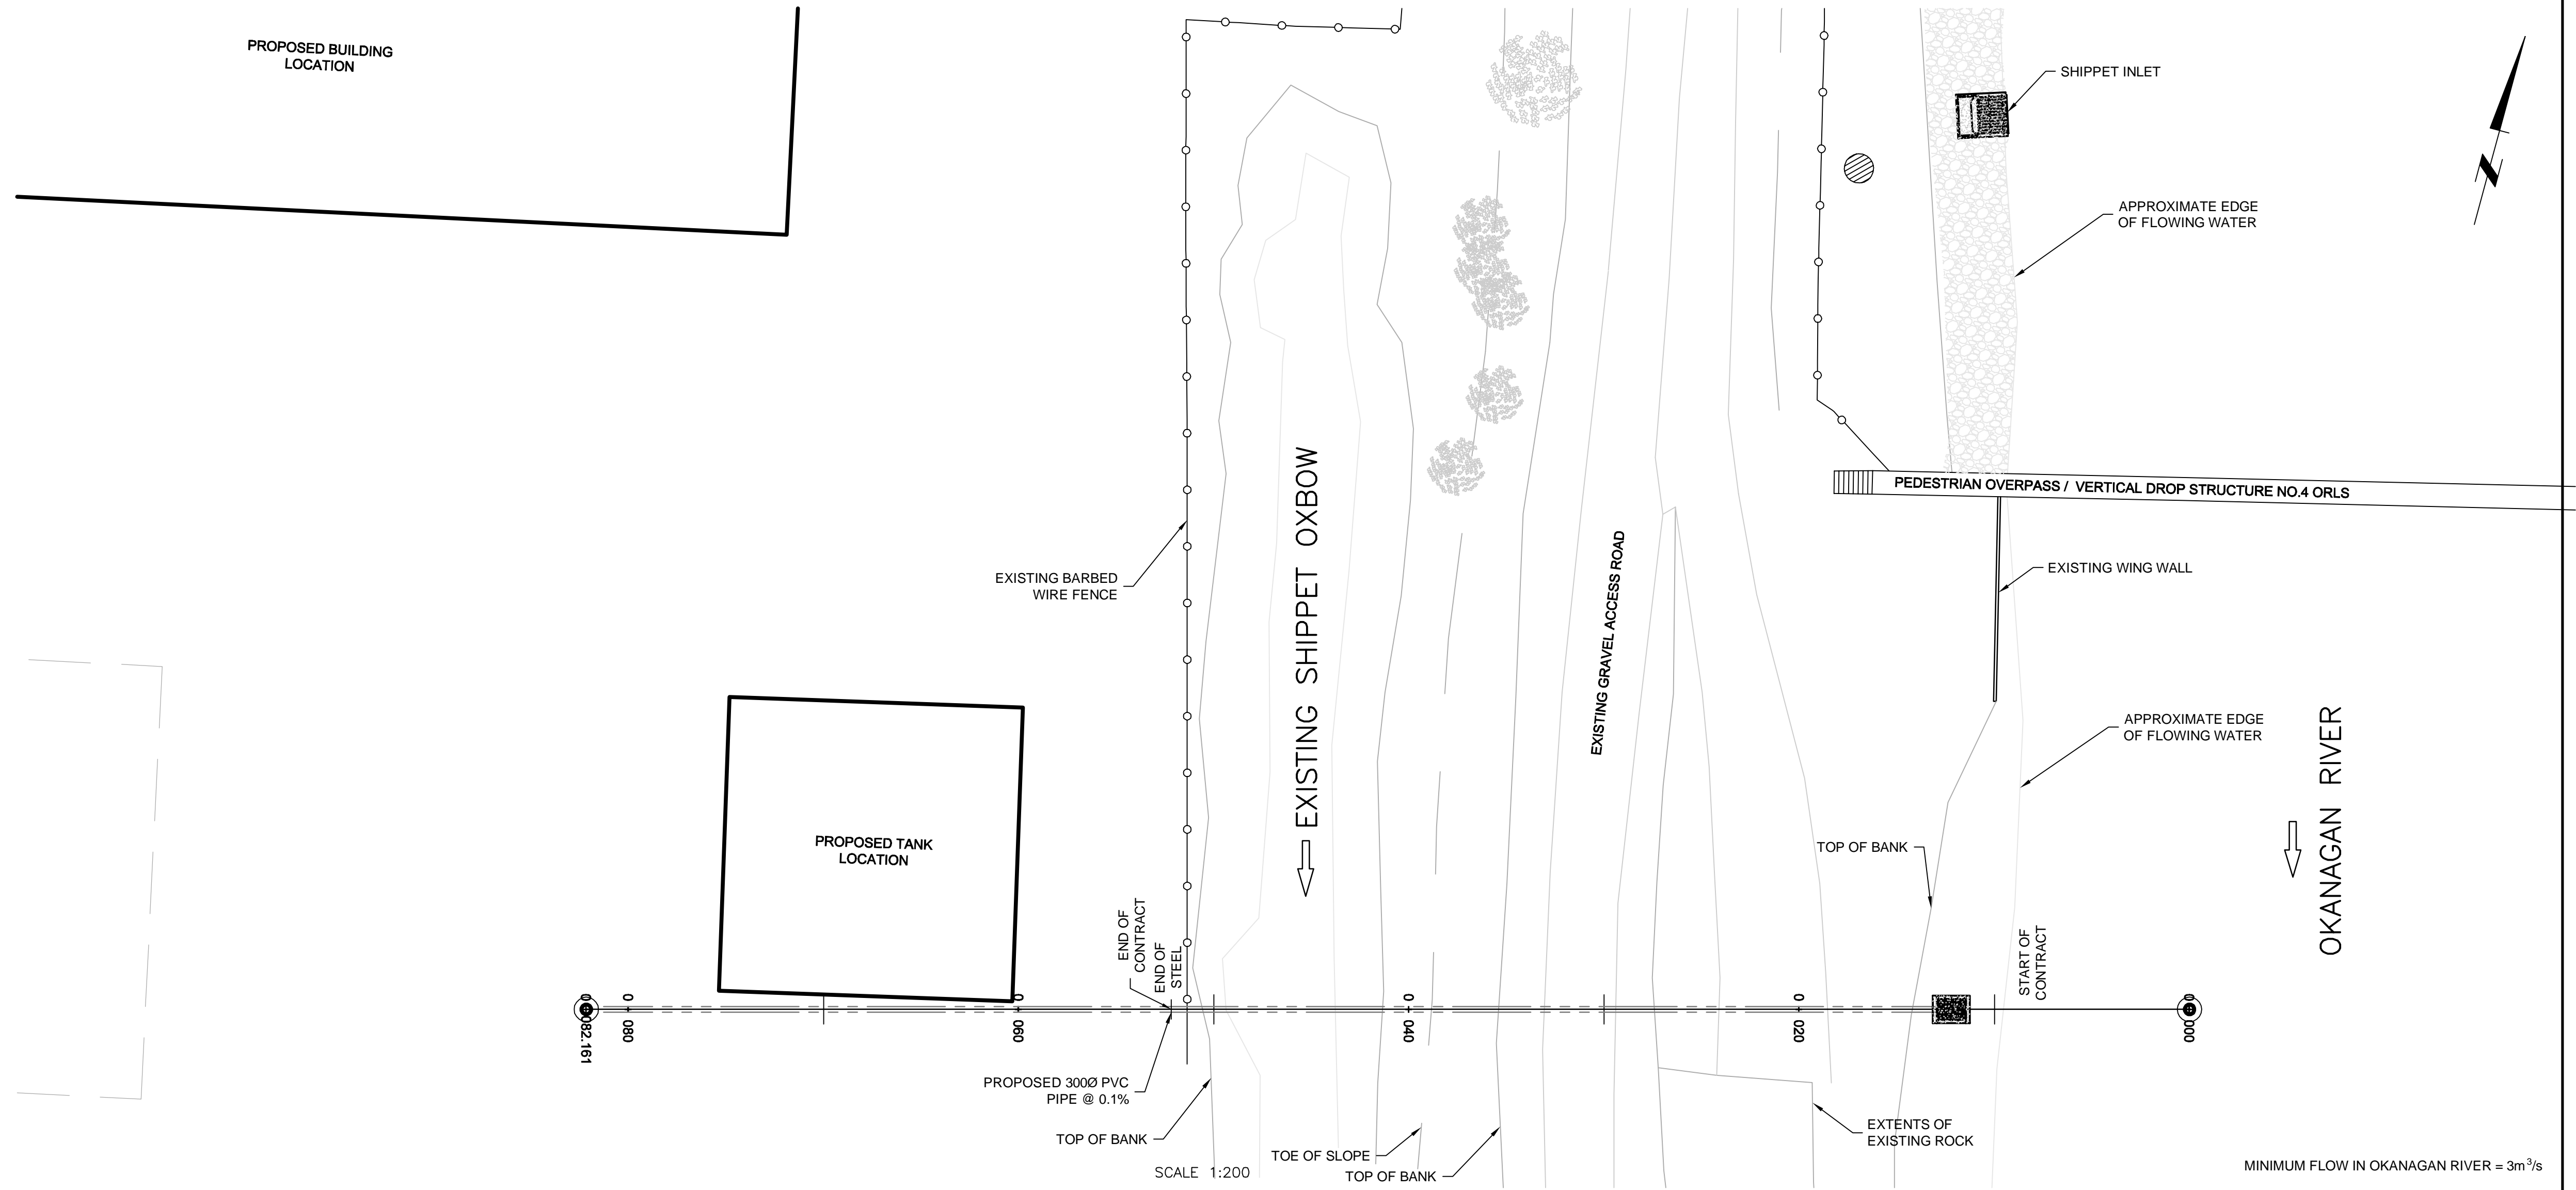 PROPOSED BUILDING
LOCATION
SHIPPET INLET
APPROXIMATE EDGE
OF FLOWING WATER
N
PEDESTRIAN OVERPASS / VERTICAL DROP STRUCTURE NO.4 ORLS
EXISTING WING WALL
EXISTING BARBED
WIRE FENCE
EXISTING SHIPPET OXBOW
EXISTING GRAVEL ACCESS ROAD
APPROXIMATE EDGE
OF FLOWING WATER
OKANAGAN RIVER
PROPOSED TANK
LOCATION
TOP OF BANK
END OF
CONTRACT
END OF
STEEL
START OF
CONTRACT
082.161
0 080
0 060
0 040
0 020
0 000
PROPOSED 300Ø PVC
PIPE @ 0.1%
TOP OF BANK
TOE OF SLOPE
TOP OF BANK
EXTENTS OF
EXISTING ROCK
SCALE 1:200
MINIMUM FLOW IN OKANAGAN RIVER = 3m³/s